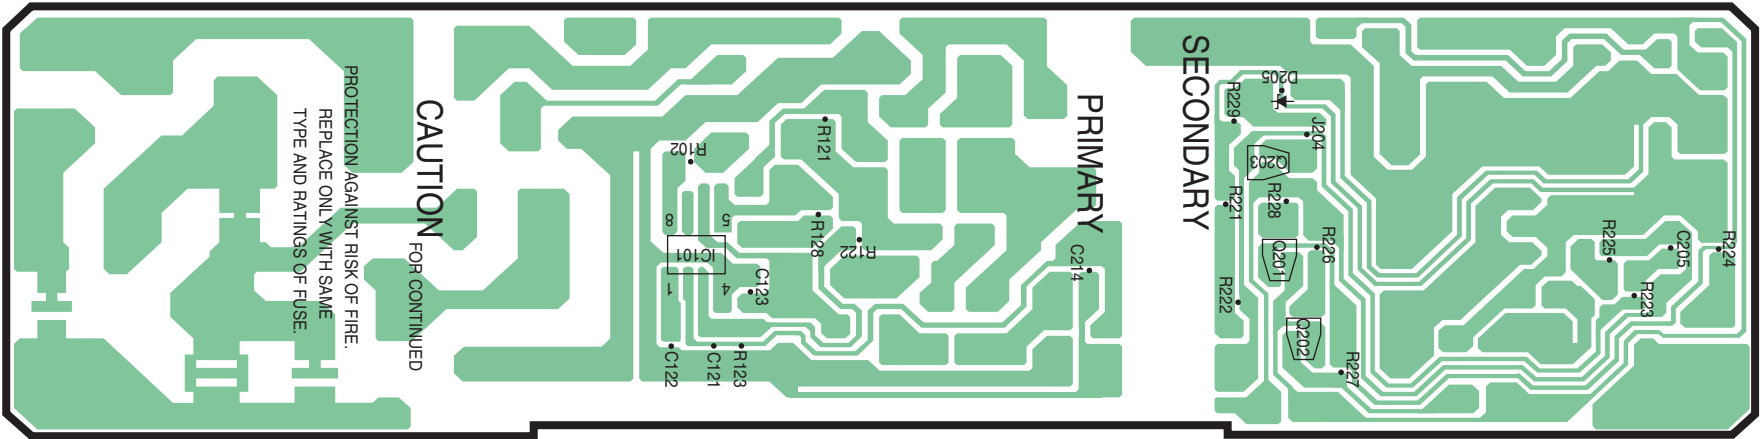 CAUTION FOR CONTINUED
PROTECTION AGAINST RISK OF FIRE.
REPLACE ONLY WITH SAME
TYPE AND RATINGS OF FUSE.
PRIMARY
SECONDARY
R102
R121
8
5
IC101
1
4
R128
R122
C123
C122
C121
R123
C214
D205
R229
J204
Q203
R221
R228
R226
Q201
R222
Q202
R227
R225
C205
R224
R223